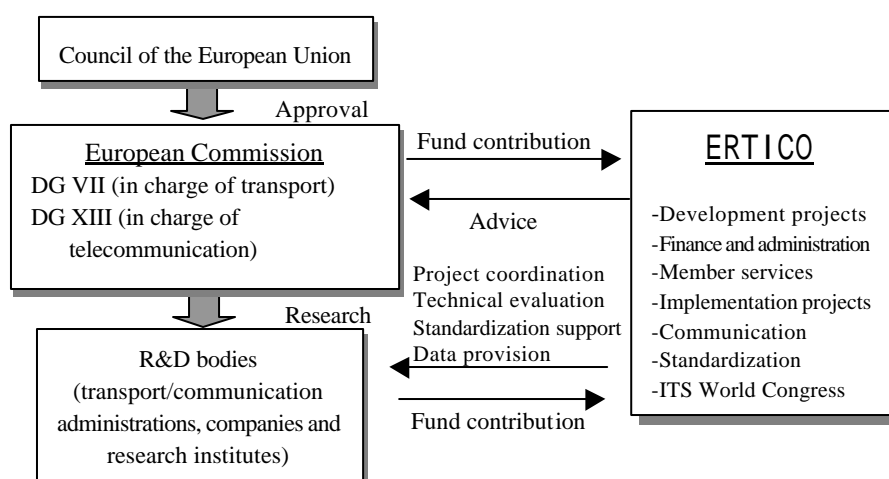 Council of the European Union
Approval
European Commission
DG VII (in charge of transport)
DG XIII (in charge of
telecommunication)
Fund contribution
Advice
ERTICO
-Development projects
-Finance and administration
-Member services
-Implementation projects
-Communication
-Standardization
-ITS World Congress
Project coordination
Technical evaluation
Standardization support
Data provision
Research
R&D bodies
(transport/communication
administrations, companies and
research institutes)
Fund contribution